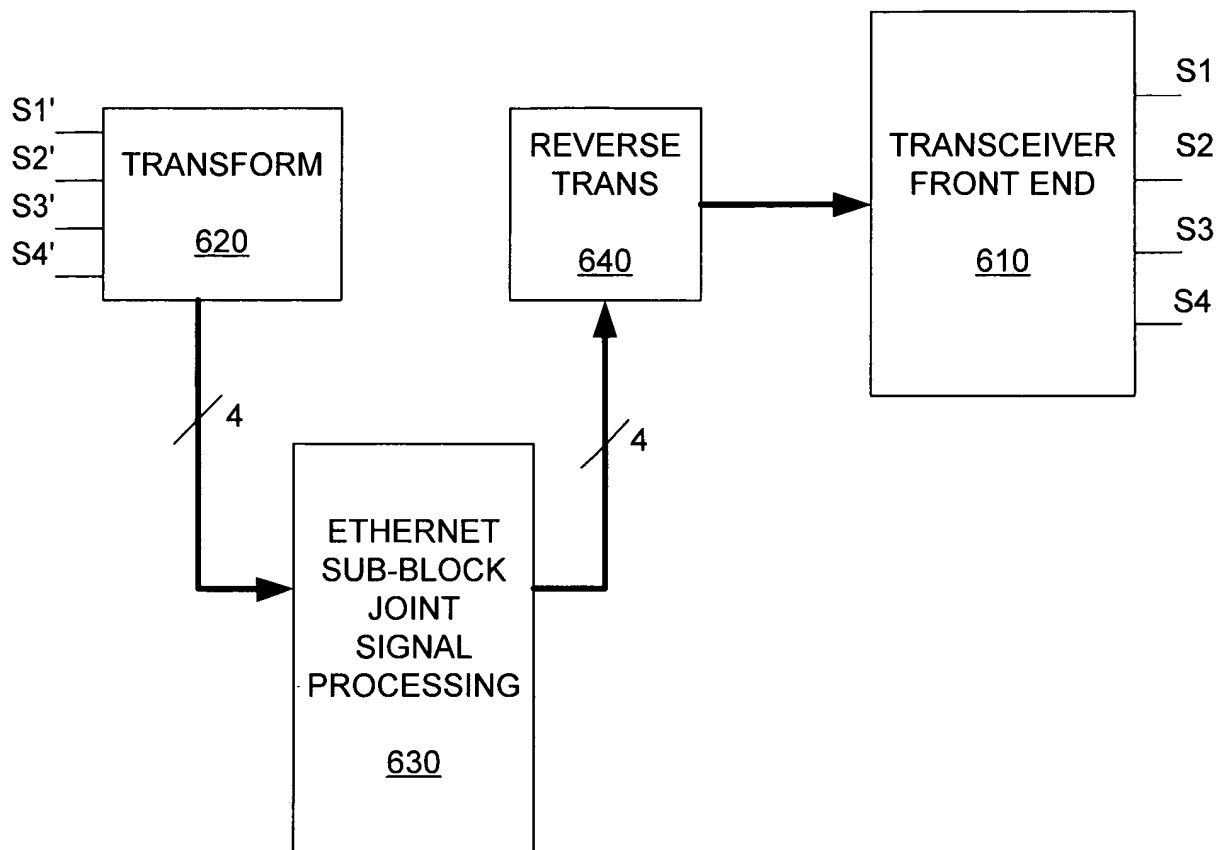 S1'
S2'
S3'
S4'
TRANSFORM
620
REVERSE
TRANS
640
TRANSCEIVER
FRONT END
610
S1
S2
S3
S4
4
4
ETHERNET
SUB-BLOCK
JOINT
SIGNAL
PROCESSING
630